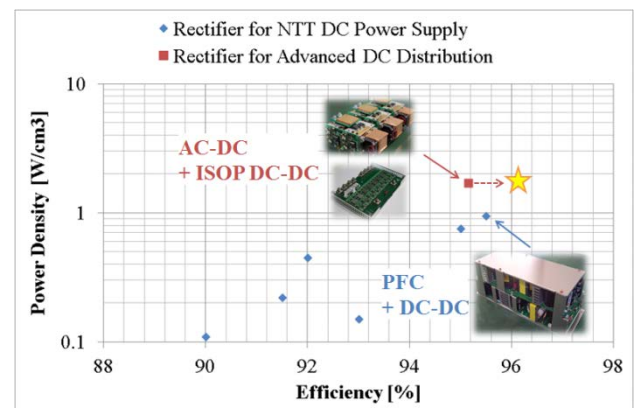 Rectifier for NTT DC Power Supply
Rectifier for Advanced DC Distribution
10
AC-DC
+ ISOP DC-DC
1
PFC
+ DC-DC
0.1
88 90 92 94 96 98
Power Density [W/cm3]
Efficiency [%]